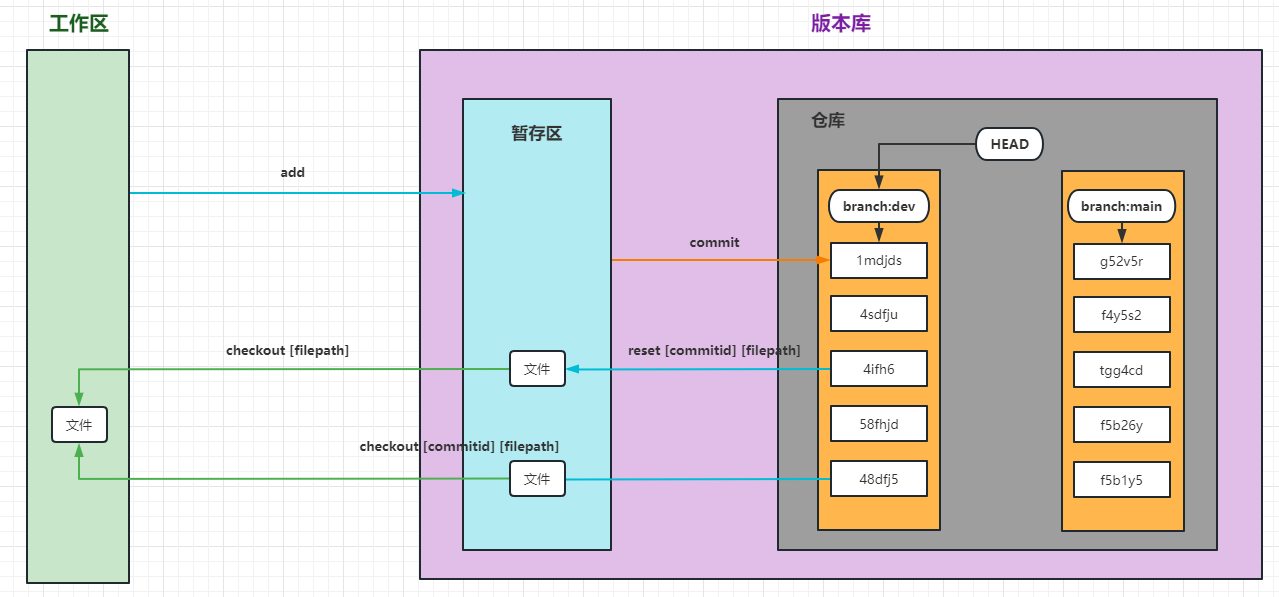 工作区
版本库
暂存区
仓库
HEAD
add
branch:dev
branch:main
commit
1mdjds
g52v5r
4sdfju
f4y5s2
checkout [filepath]
reset [commitid] [filepath]
文件
4ifh6
tgg4cd
文件
58fhjd
f5b26y
checkout [commitid] [filepath]
文件
48dfj5
f5b1y5